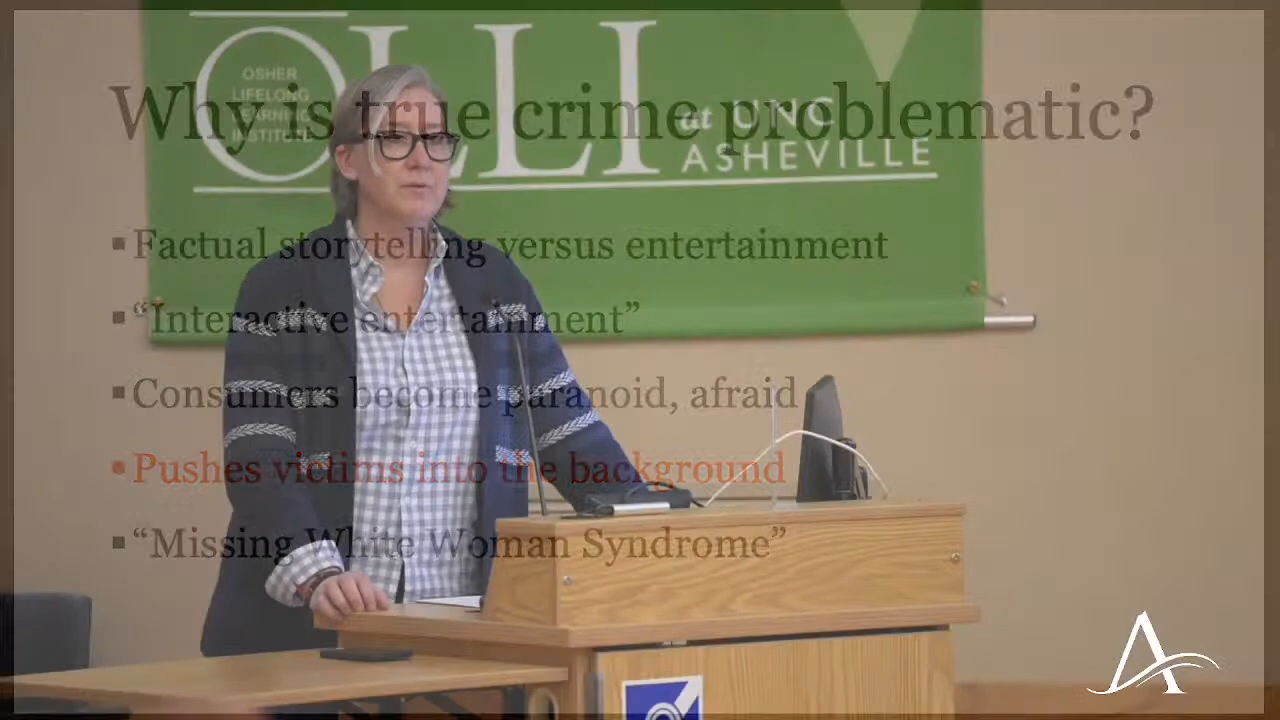 OLLI
OSHER
LIFELONG
LEARNING
INSTITUTE
at UNC
ASHEVILLE
Why is true crime problematic?
▪ Factual storytelling versus entertainment
▪ “Interactive entertainment”
▪ Consumers become paranoid, afraid
▪ Pushes victims into the background
▪ “Missing White Woman Syndrome”
A